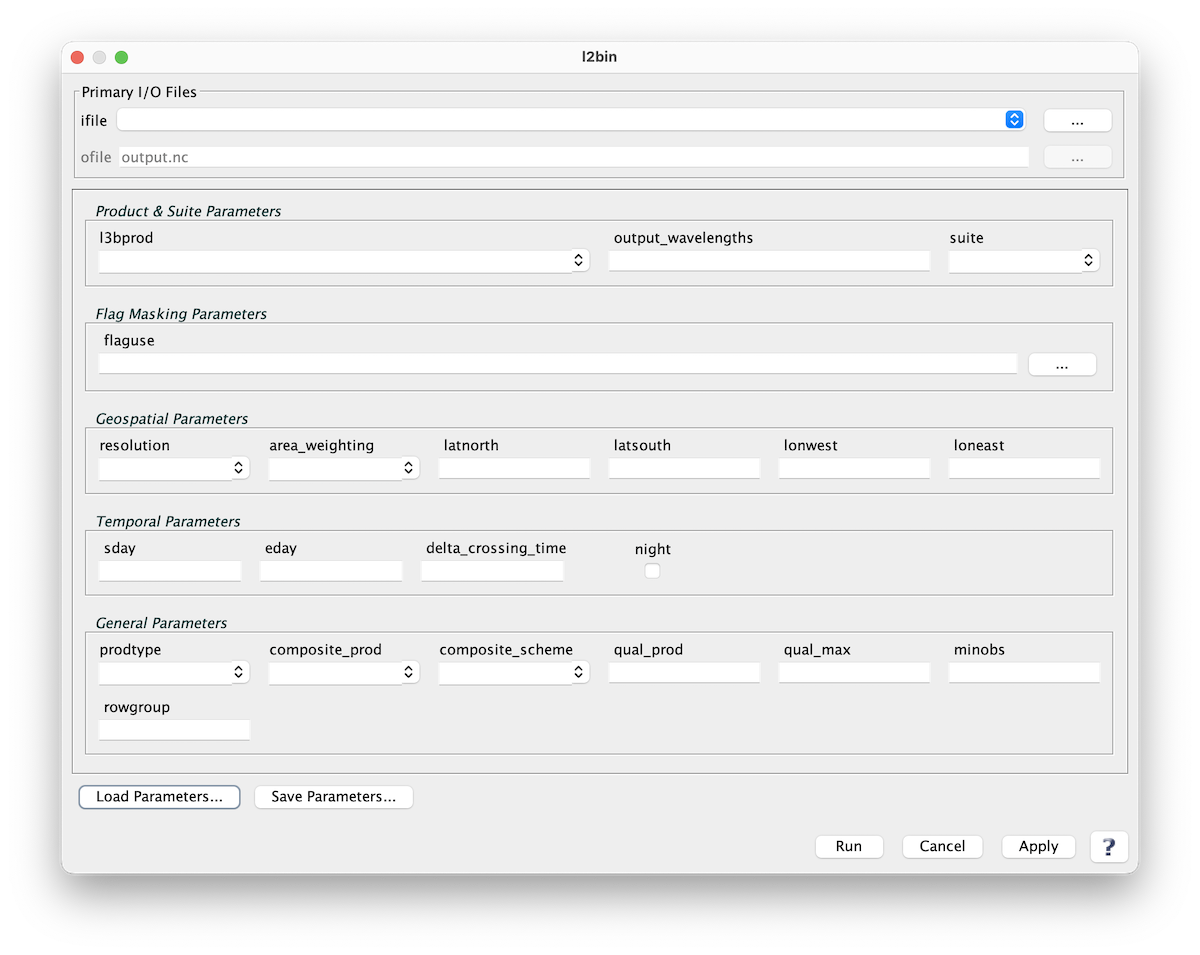 l2bin
Primary I/O Files
ifile ...
ofile output.nc ...
Product & Suite Parameters
l3bprod output_wavelengths suite
Flag Masking Parameters
flaguse
...
Geospatial Parameters
resolution area_weighting latnorth latsouth lonwest loneast
Temporal Parameters
sday eday delta_crossing_time night
General Parameters
prodtype composite_prod composite_scheme qual_prod qual_max minobs
rowgroup
Load Parameters... Save Parameters...
Run Cancel Apply ?